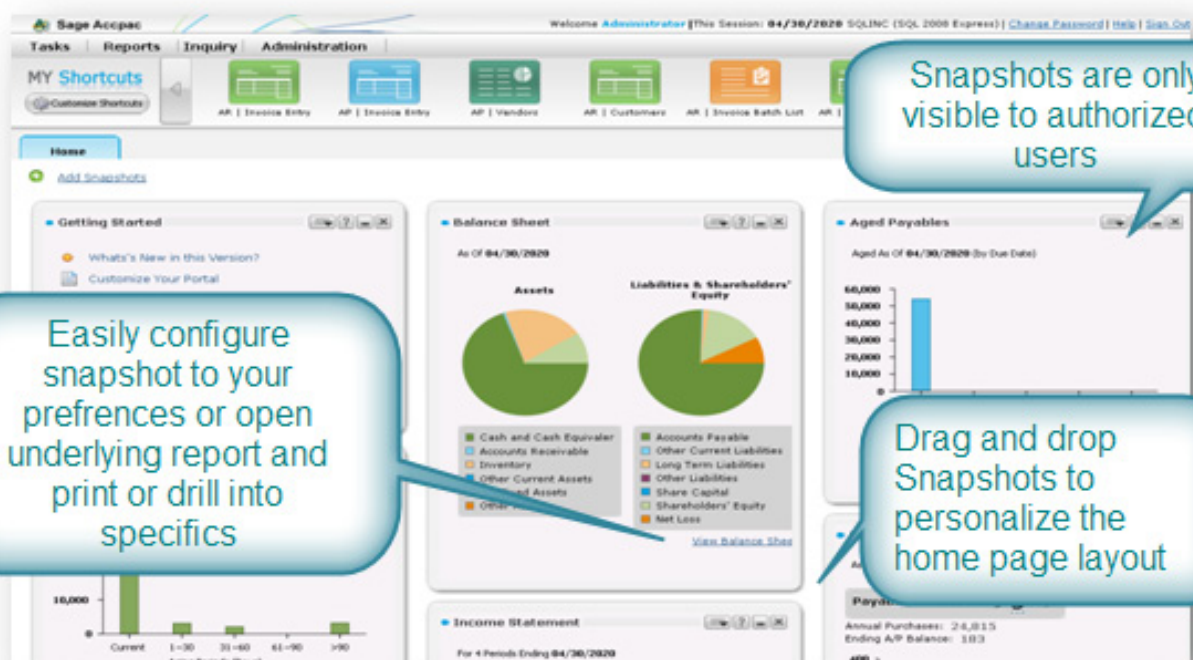 Sage Accpac
Welcome Administrator [This Session: 04/30/2020 SQLINC (SQL 2008 Express)] | Change Password | Help | Sign Out
Tasks Reports Inquiry Administration
MY Shortcuts
Customize Shortcuts
AR | Invoice Entry
AP | Invoice Entry
AP | Vendors
AR | Customers
AR | Invoice Batch List
AR |
Snapshots are only
visible to authorized
users
Home
Add Snapshots
Getting Started
Whats's New in this Version?
Customize Your Portal
Easily configure
snapshot to your
prefrences or open
underlying report and
print or drill into
specifics
10,000
0
Current 1-30 31-60 61-90 >90
Balance Sheet
As Of 04/30/2020
Assets
Liabilities & Shareholders'
Equity
Cash and Cash Equivaler
Accounts Receivable
Inventory
Other Current Assets
Assets
Other
Accounts Payable
Other Current Liabilities
Long Term Liabilities
Other Liabilities
Share Capital
Shareholders' Equity
Net Loss
View Balance Shee
Income Statement
For 4 Periods Ending 04/30/2020
Aged Payables
Aged As Of 04/30/2020 (by Due Date)
60,000
50,000
40,000
30,000
20,000
10,000
0
Drag and drop
Snapshots to
personalize the
home page layout
Annual Purchases: 24,815
Ending A/P Balance: 183
400